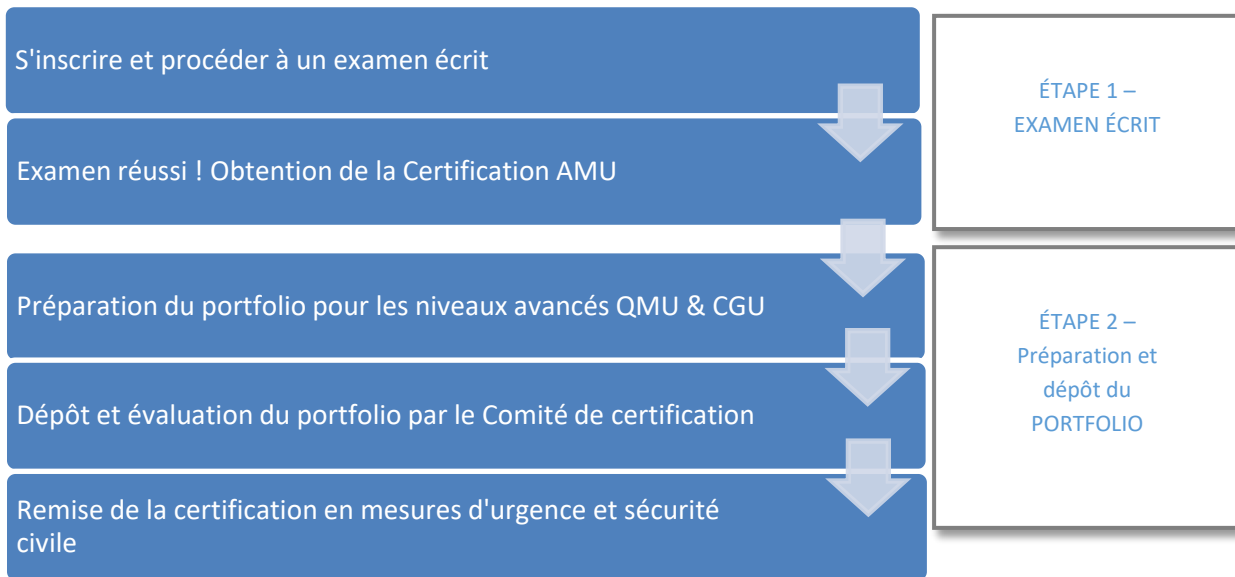 S'inscrire et procéder à un examen écrit
Examen réussi ! Obtention de la Certification AMU
ÉTAPE 1 –
EXAMEN ÉCRIT
Préparation du portfolio pour les niveaux avancés QMU & CGU
Dépôt et évaluation du portfolio par le Comité de certification
Remise de la certification en mesures d'urgence et sécurité
civile
ÉTAPE 2 –
Préparation et
dépôt du
PORTFOLIO